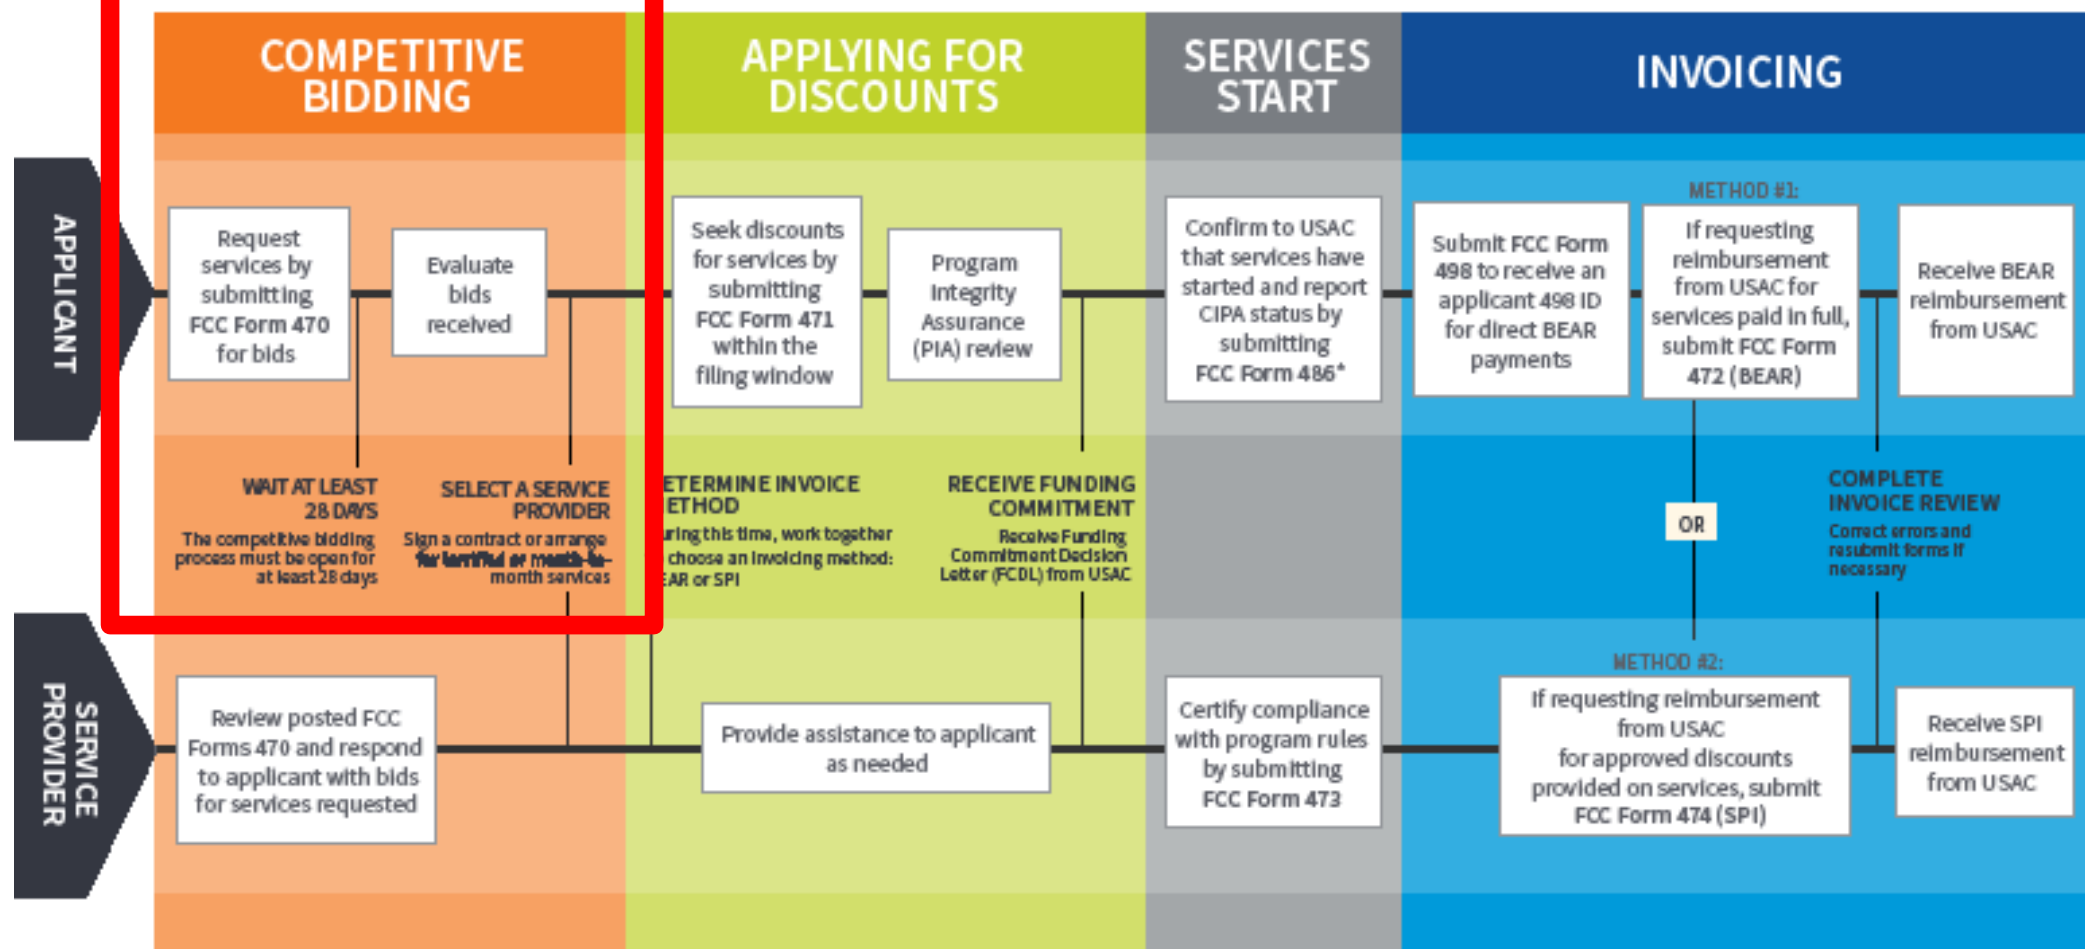 COMPETITIVE
BIDDING
APPLYING FOR
DISCOUNTS
SERVICES
START
INVOICING
APPLICANT
Request
services by
submitting
FCC Form 470
for bids
Evaluate
bids
received
Seek discounts
for services by
submitting
FCC Form 471
within the
filing window
Program
Integrity
Assurance
(PIA) review
Confirm to USAC
that services have
started and report
CIPA status by
submitting
FCC Form 486*
Submit FCC Form
498 to receive an
applicant 498 ID
for direct BEAR
payments
METHOD #1:
If requesting
reimbursement
from USAC for
services paid in full,
submit FCC Form
472 (BEAR)
Receive BEAR
reimbursement
from USAC
WAIT AT LEAST
28 DAYS
The competitive bidding
process must be open for
at least 28 days
SELECT A SERVICE
PROVIDER
Sign a contract or arrange
for or month-to-
month services
ETERMINE INVOICE
ETHOD
uring this time, work together
choose an invoicing method:
EAR or SPI
RECEIVE FUNDING
COMMITMENT
Receive Funding
Commitment Decision
Letter (FCDL) from USAC
OR
COMPLETE
INVOICE REVIEW
Correct errors and
resubmit forms if
necessary
SERVICE
PROVIDER
Review posted FCC
Forms 470 and respond
to applicant with bids
for services requested
Provide assistance to applicant
as needed
Certify compliance
with program rules
by submitting
FCC Form 473
METHOD #2:
If requesting reimbursement
from USAC
for approved discounts
provided on services, submit
FCC Form 474 (SPI)
Receive SPI
reimbursement
from USAC